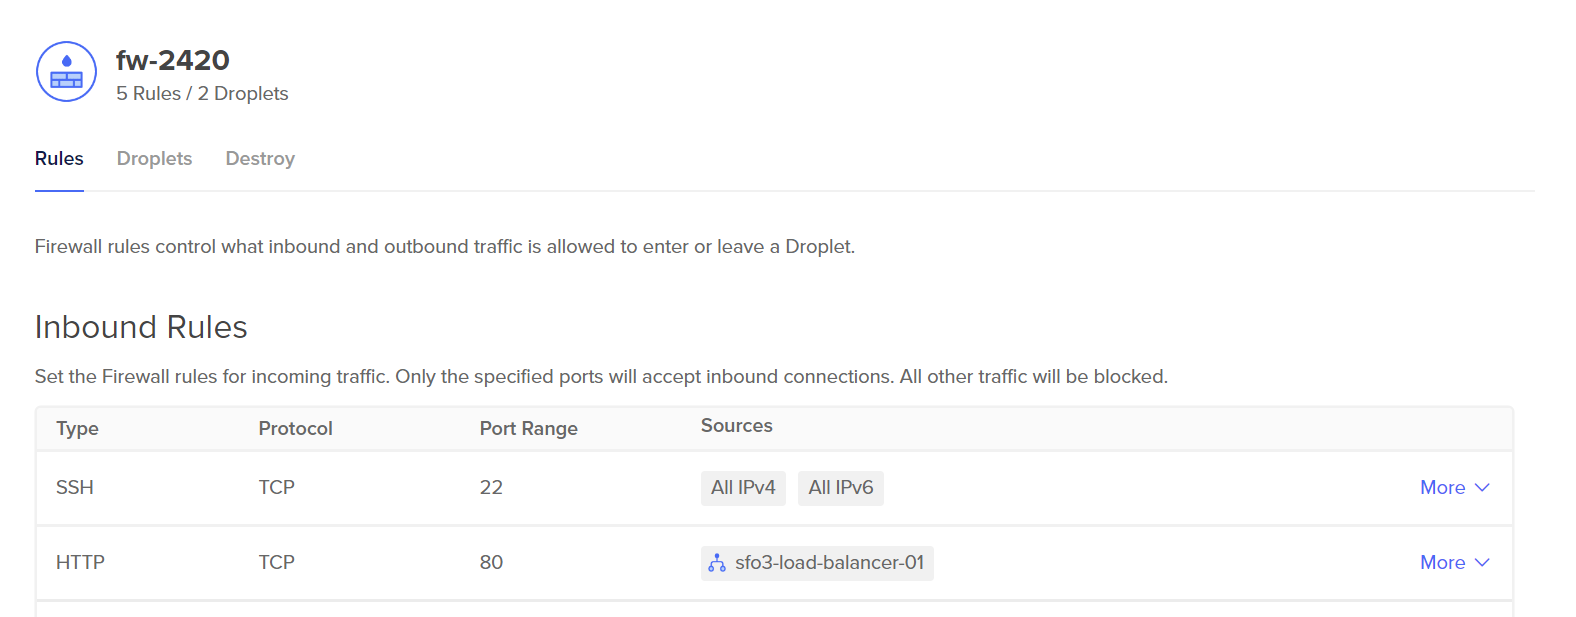 fw-2420
5 Rules / 2 Droplets
Rules Droplets Destroy
Firewall rules control what inbound and outbound traffic is allowed to enter or leave a Droplet.
Inbound Rules
Set the Firewall rules for incoming traffic. Only the specified ports will accept inbound connections. All other traffic will be blocked.
Type Protocol Port Range Sources
SSH TCP 22 All IPv4 All IPv6 More
HTTP TCP 80 sfo3-load-balancer-01 More